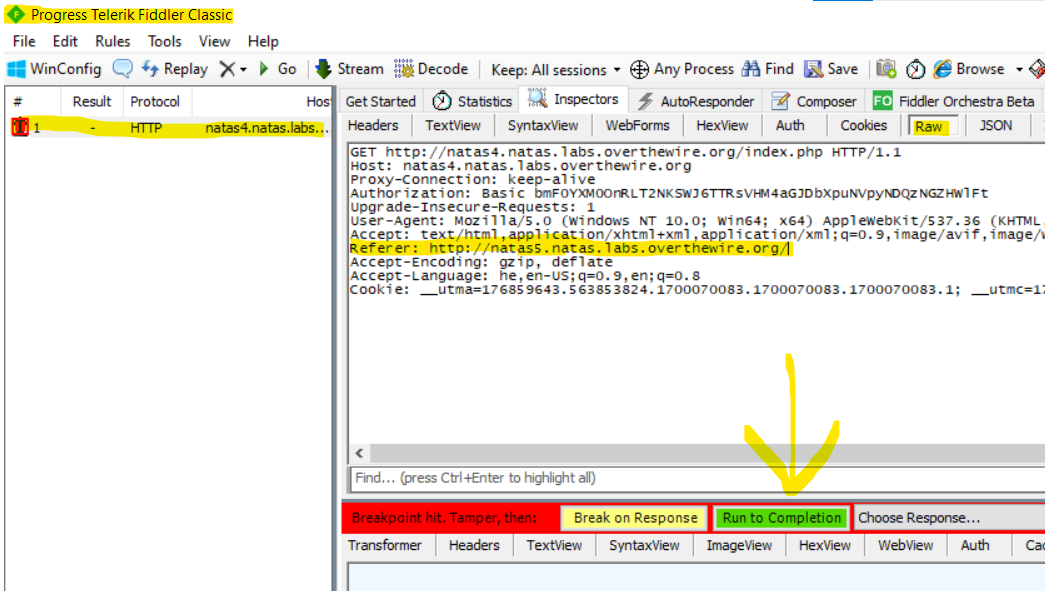 Progress Telerik Fiddler Classic
File Edit Rules Tools View Help
WinConfig Replay Go Stream Decode Keep: All sessions Any Process Find Save Browse
# Result Protocol Host Get Started Statistics Inspectors AutoResponder Composer FO Fiddler Orchestra Beta
1 - HTTP natas4.natas.labs....
Headers TextView SyntaxView WebForms HexView Auth Cookies Raw JSON
GET http://natas4.natas.labs.overthewire.org/index.php HTTP/1.1
Host: natas4.natas.labs.overthewire.org
Proxy-Connection: keep-alive
Authorization: Basic bmF0YXM0OnRLT2NKSWJ6TTRsVHM4aGJDbXpuNVpyNDQzNGZHWlFt
Upgrade-Insecure-Requests: 1
User-Agent: Mozilla/5.0 (Windows NT 10.0; Win64; x64) AppleWebKit/537.36 (KHTML,
Accept: text/html,application/xhtml+xml,application/xml;q=0.9,image/avif,image/w
Referer: http://natas5.natas.labs.overthewire.org/
Accept-Encoding: gzip, deflate
Accept-Language: he,en-US;q=0.9,en;q=0.8
Cookie: __utma=176859643.563853824.1700070083.1700070083.1700070083.1; __utmc=17
Find... (press Ctrl+Enter to highlight all)
Breakpoint hit. Tamper, then: Break on Response Run to Completion Choose Response...
Transformer Headers TextView SyntaxView ImageView HexView WebView Auth